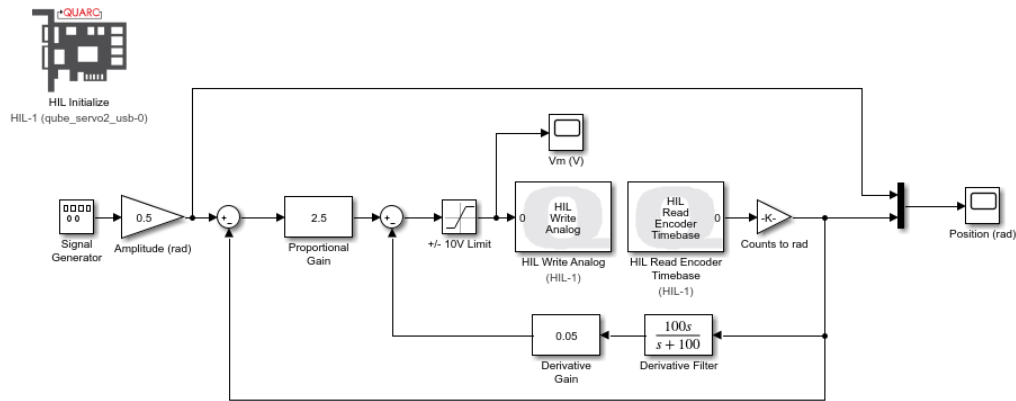 QUARC
HIL Initialize
HIL-1 (qube_servo2_usb-0)
Vm (V)
0 0
Signal
Generator
0.5
Amplitude (rad)
+
_
2.5
Proportional
Gain
+
_
+/- 10V Limit
0
HIL
Write
Analog
HIL Write Analog
(HIL-1)
HIL
Read
Encoder
Timebase
0
HIL Read Encoder
Timebase
(HIL-1)
-K-
Counts to rad
Position (rad)
0.05
Derivative
Gain
100s
s + 100
Derivative Filter